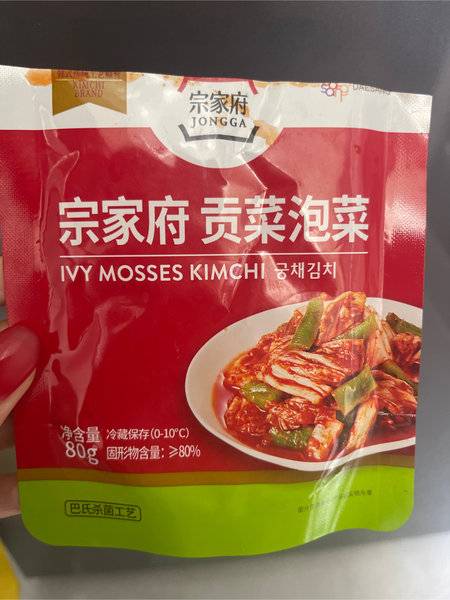 KIMCHI
BRAND
宗家府
JONGGA
宗家府 贡菜泡菜
IVY MOSSES KIMCHI 궁채김치
净含量
80g
冷藏保存(0-10℃)
固形物含量：≥80%
巴氏杀菌工艺